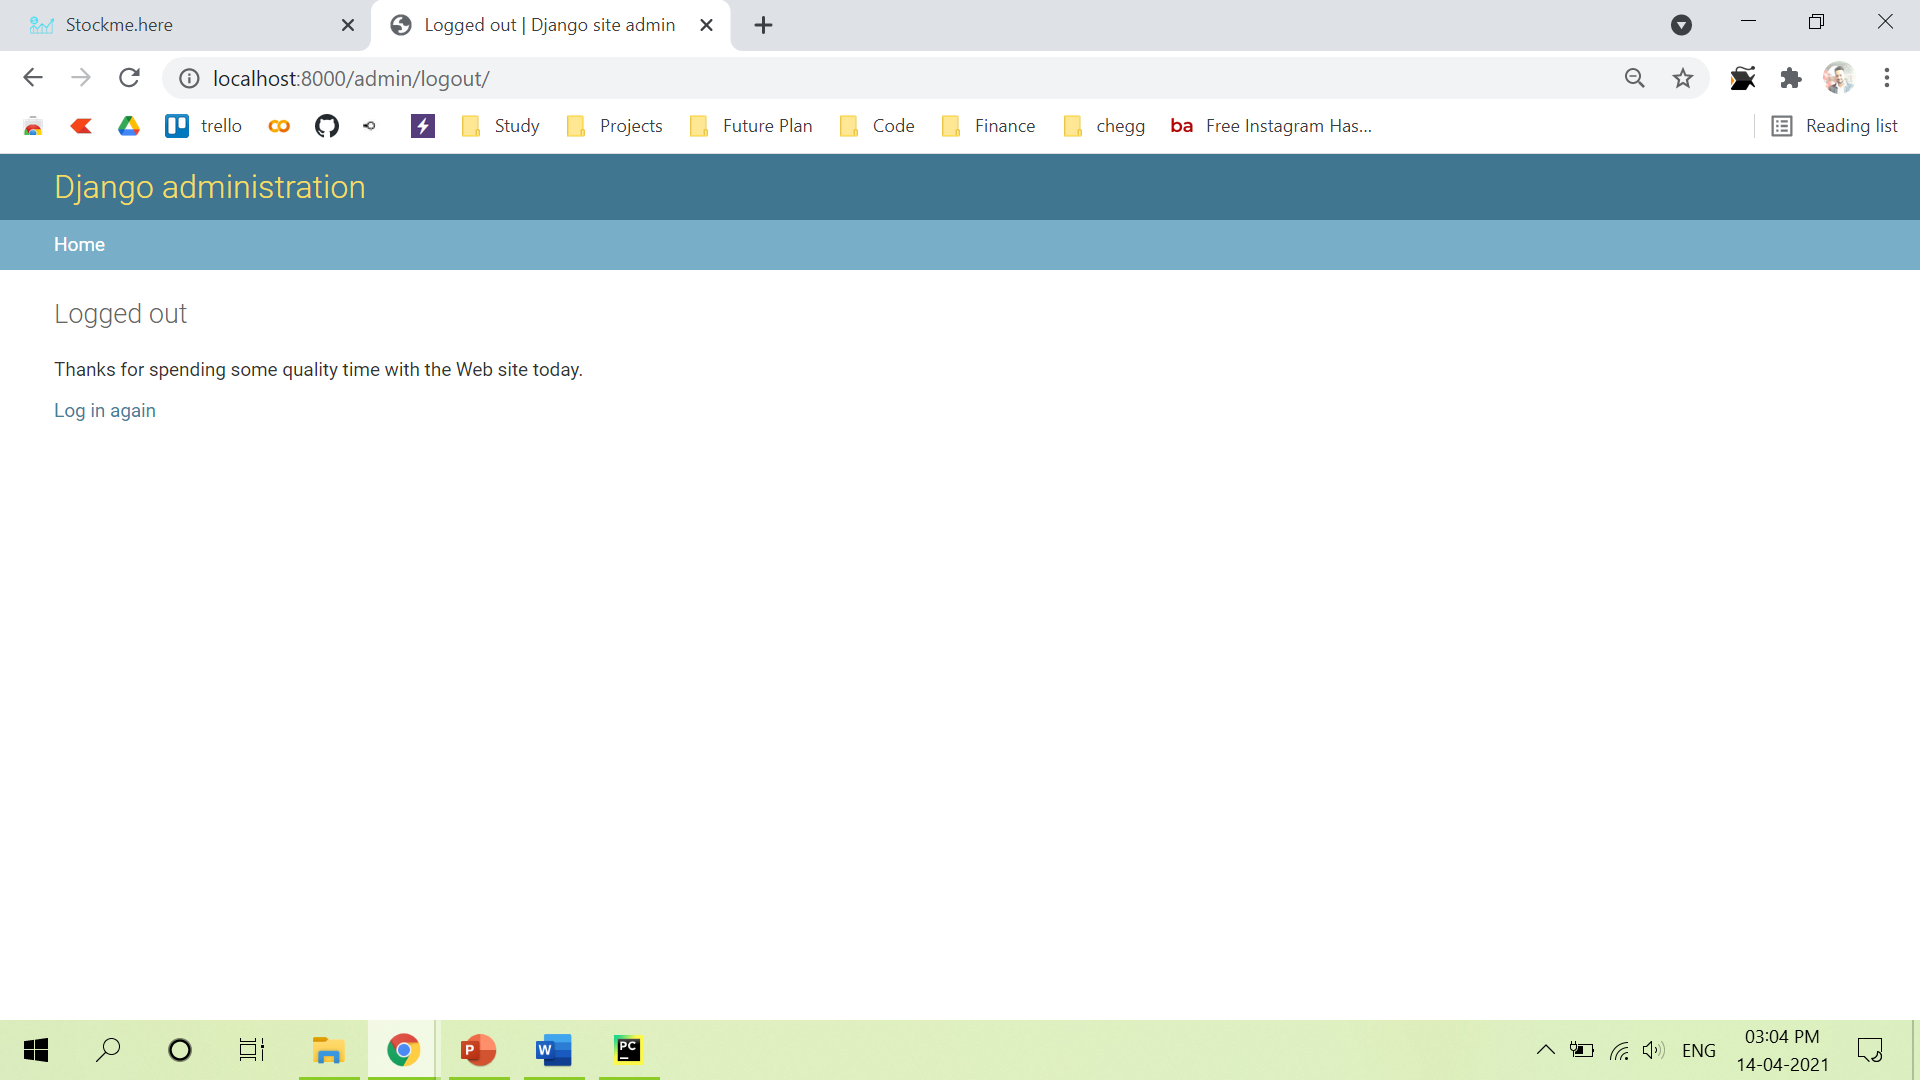 Stockme.here
Logged out | Django site admin
localhost:8000/admin/logout/
trello
Study
Projects
Future Plan
Code
Finance
chegg
ba
Free Instagram Has...
Reading list
Django administration
Home
Logged out
Thanks for spending some quality time with the Web site today.
Log in again
P
W
PC
ENG
03:04 PM
14-04-2021